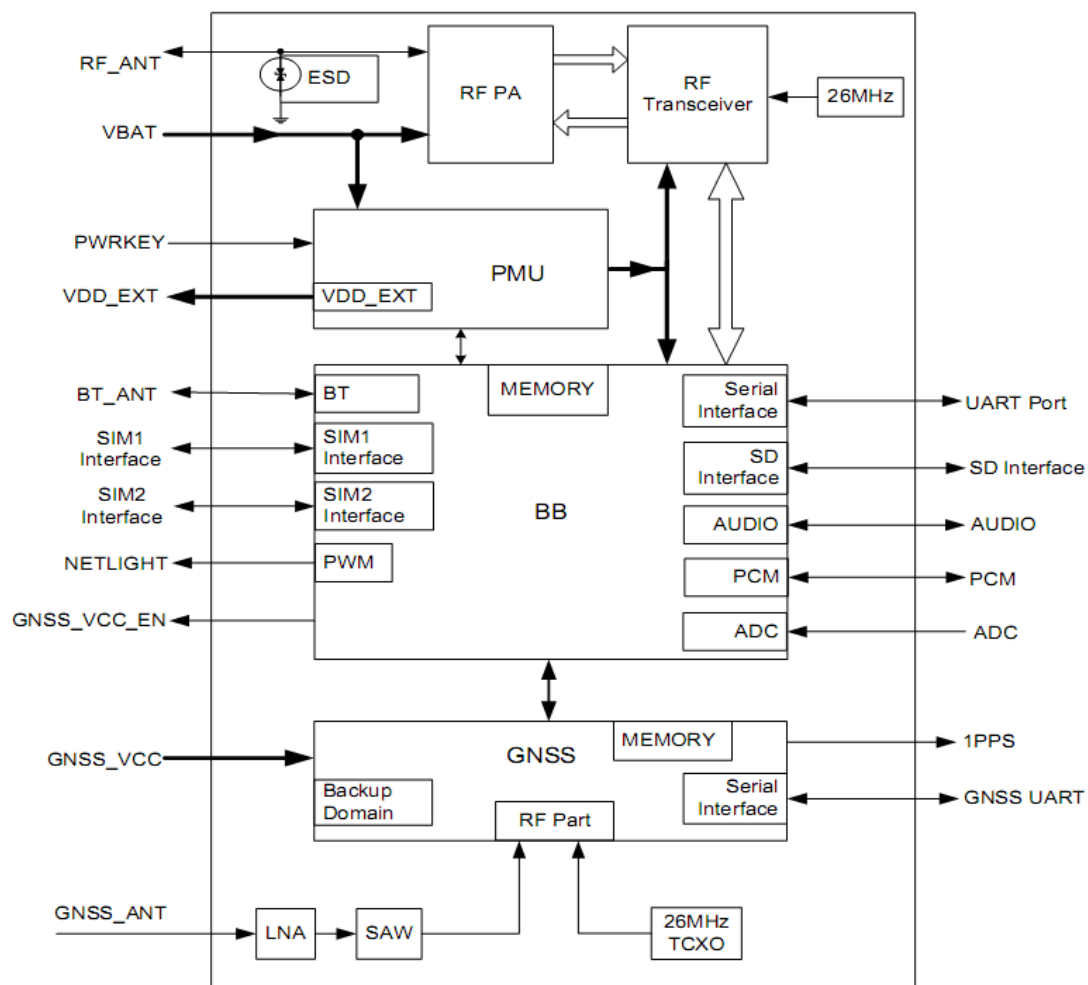 RF_ANT
ESD
RF PA
RF
Transceiver
26MHz
VBAT
PWRKEY
PMU
VDD_EXT
VDD_EXT
BT_ANT
BT
MEMORY
Serial
Interface
UART Port
SIM1
Interface
SIM1
Interface
SD
Interface
SD Interface
SIM2
Interface
SIM2
Interface
BB
AUDIO
AUDIO
NETLIGHT
PWM
PCM
PCM
GNSS_VCC_EN
ADC
ADC
GNSS_VCC
GNSS
MEMORY
1PPS
Backup
Domain
RF Part
Serial
Interface
GNSS UART
GNSS_ANT
LNA
SAW
26MHz
TCXO